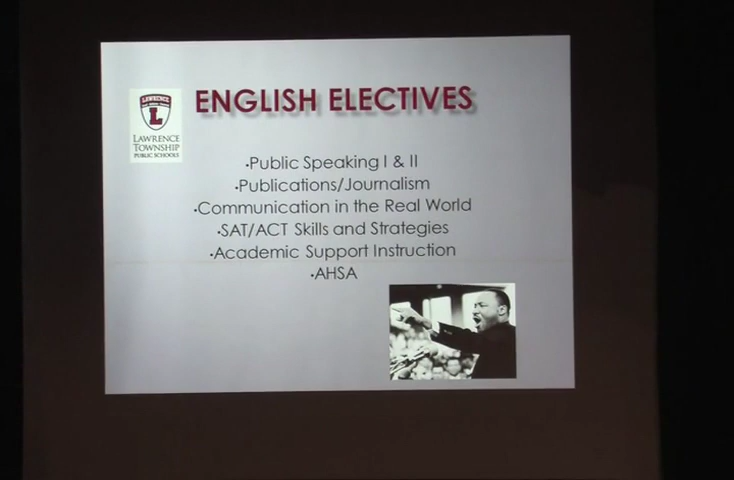 ENGLISH ELECTIVES
LAWRENCE
L
LAWRENCE
TOWNSHIP
PUBLIC SCHOOLS
•Public Speaking I & II
•Publications/Journalism
•Communication in the Real World
•SAT/ACT Skills and Strategies
•Academic Support Instruction
•AHSA